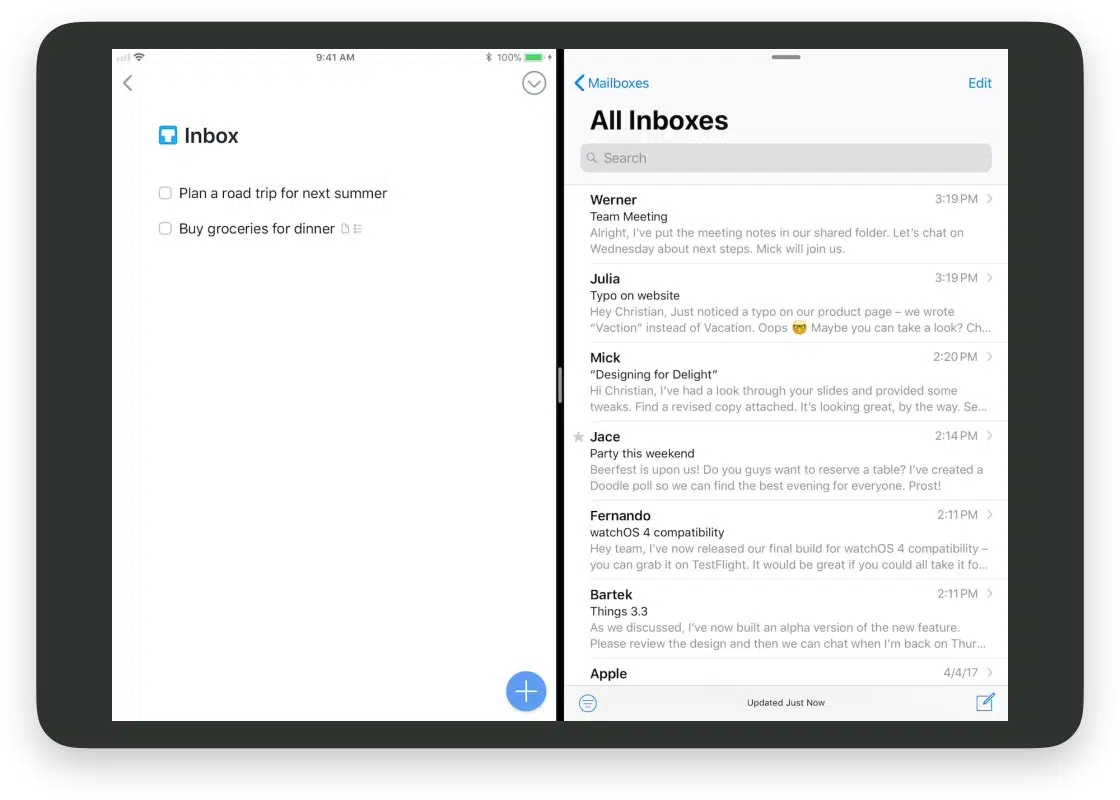 9:41 AM
100%
Inbox
Plan a road trip for next summer
Buy groceries for dinner
Mailboxes
Edit
All Inboxes
Search
Werner 3:19 PM
Team Meeting
Alright, I've put the meeting notes in our shared folder. Let's chat on
Wednesday about next steps. Mick will join us.
Julia 3:19 PM
Typo on website
Hey Christian, Just noticed a typo on our product page – we wrote
“Vaction” instead of Vacation. Oops 🤓 Maybe you can take a look? Ch...
Mick 2:20 PM
“Designing for Delight”
Hi Christian, I've had a look through your slides and provided some
tweaks. Find a revised copy attached. It's looking great, by the way. Se...
Jace 2:14 PM
Party this weekend
Beerfest is upon us! Do you guys want to reserve a table? I've created a
Doodle poll so we can find the best evening for everyone. Prost!
Fernando 2:11 PM
watchOS 4 compatibility
Hey team, I've now released our final build for watchOS 4 compatibility –
you can grab it on TestFlight. It would be great if you could all take it fo...
Bartek 2:11 PM
Things 3.3
As we discussed, I've now built an alpha version of the new feature.
Please review the design and then we can chat when I'm back on Thur...
Apple 4/4/17
Updated Just Now